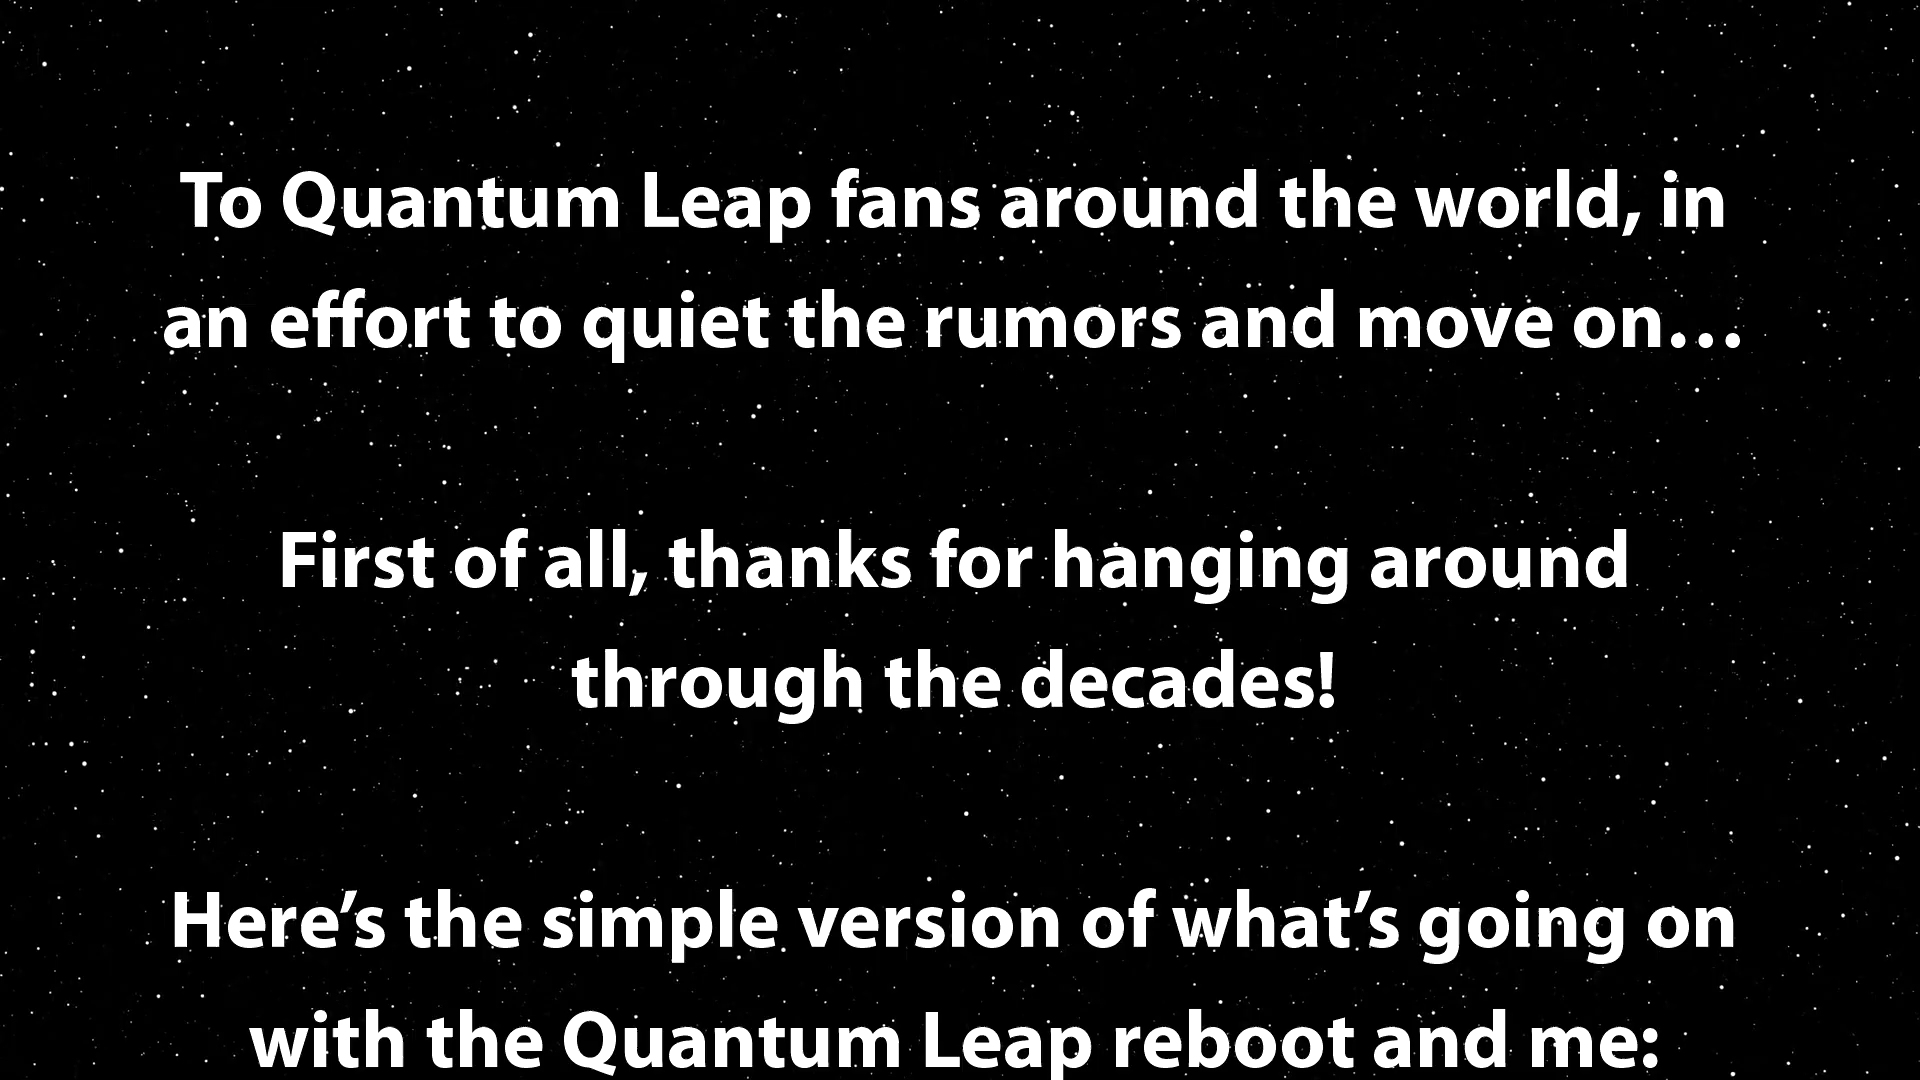 To Quantum Leap fans around the world, in
an effort to quiet the rumors and move on…
First of all, thanks for hanging around
through the decades!
Here’s the simple version of what’s going on
with the Quantum Leap reboot and me: